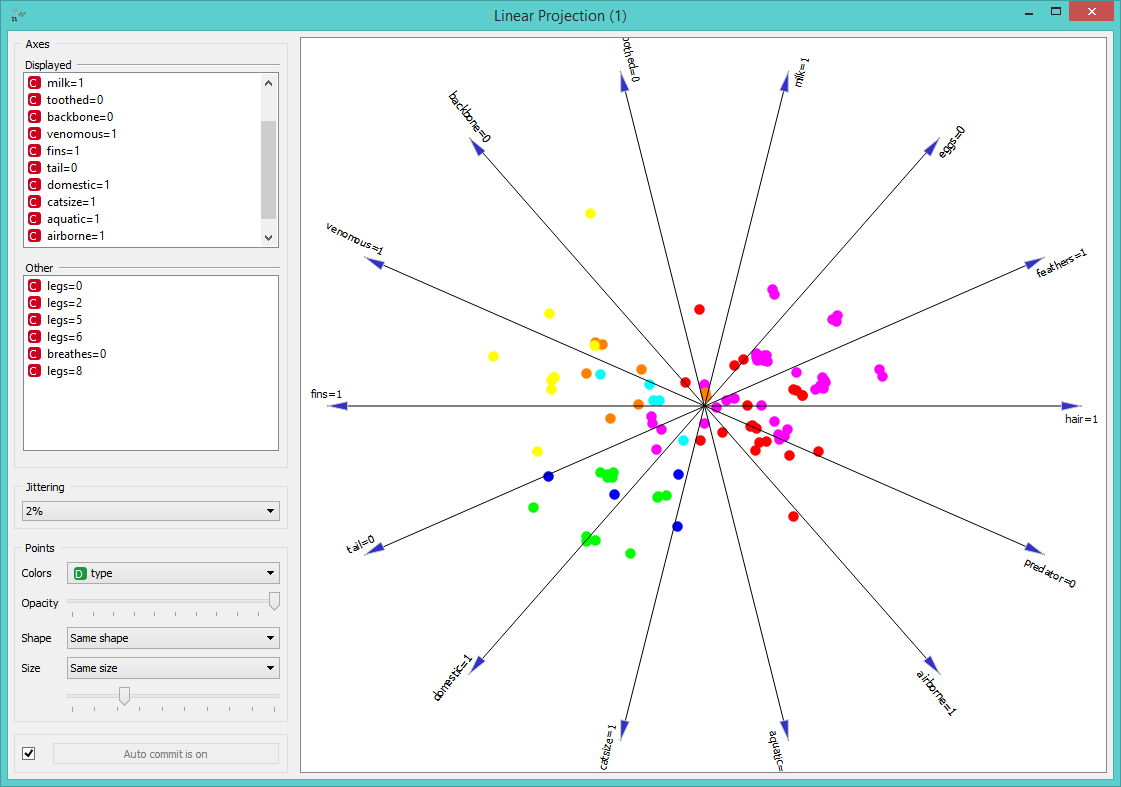 Linear Projection (1)
Axes
Displayed
C milk=1
C toothed=0
C backbone=0
C venomous=1
C fins=1
C tail=0
C domestic=1
C catsize=1
C aquatic=1
C airborne=1
Other
C legs=0
C legs=2
C legs=5
C legs=6
C breathes=0
C legs=8
Jittering
2%
Points
Colors D type
Opacity
Shape Same shape
Size Same size
Auto commit is on
oothed=0
milk=1
backbone=0
eggs=0
venomous=1
feathers=1
fins=1
hair=1
tail=0
predator=0
domestic=1
airborne=1
catsize=1
aquatic=